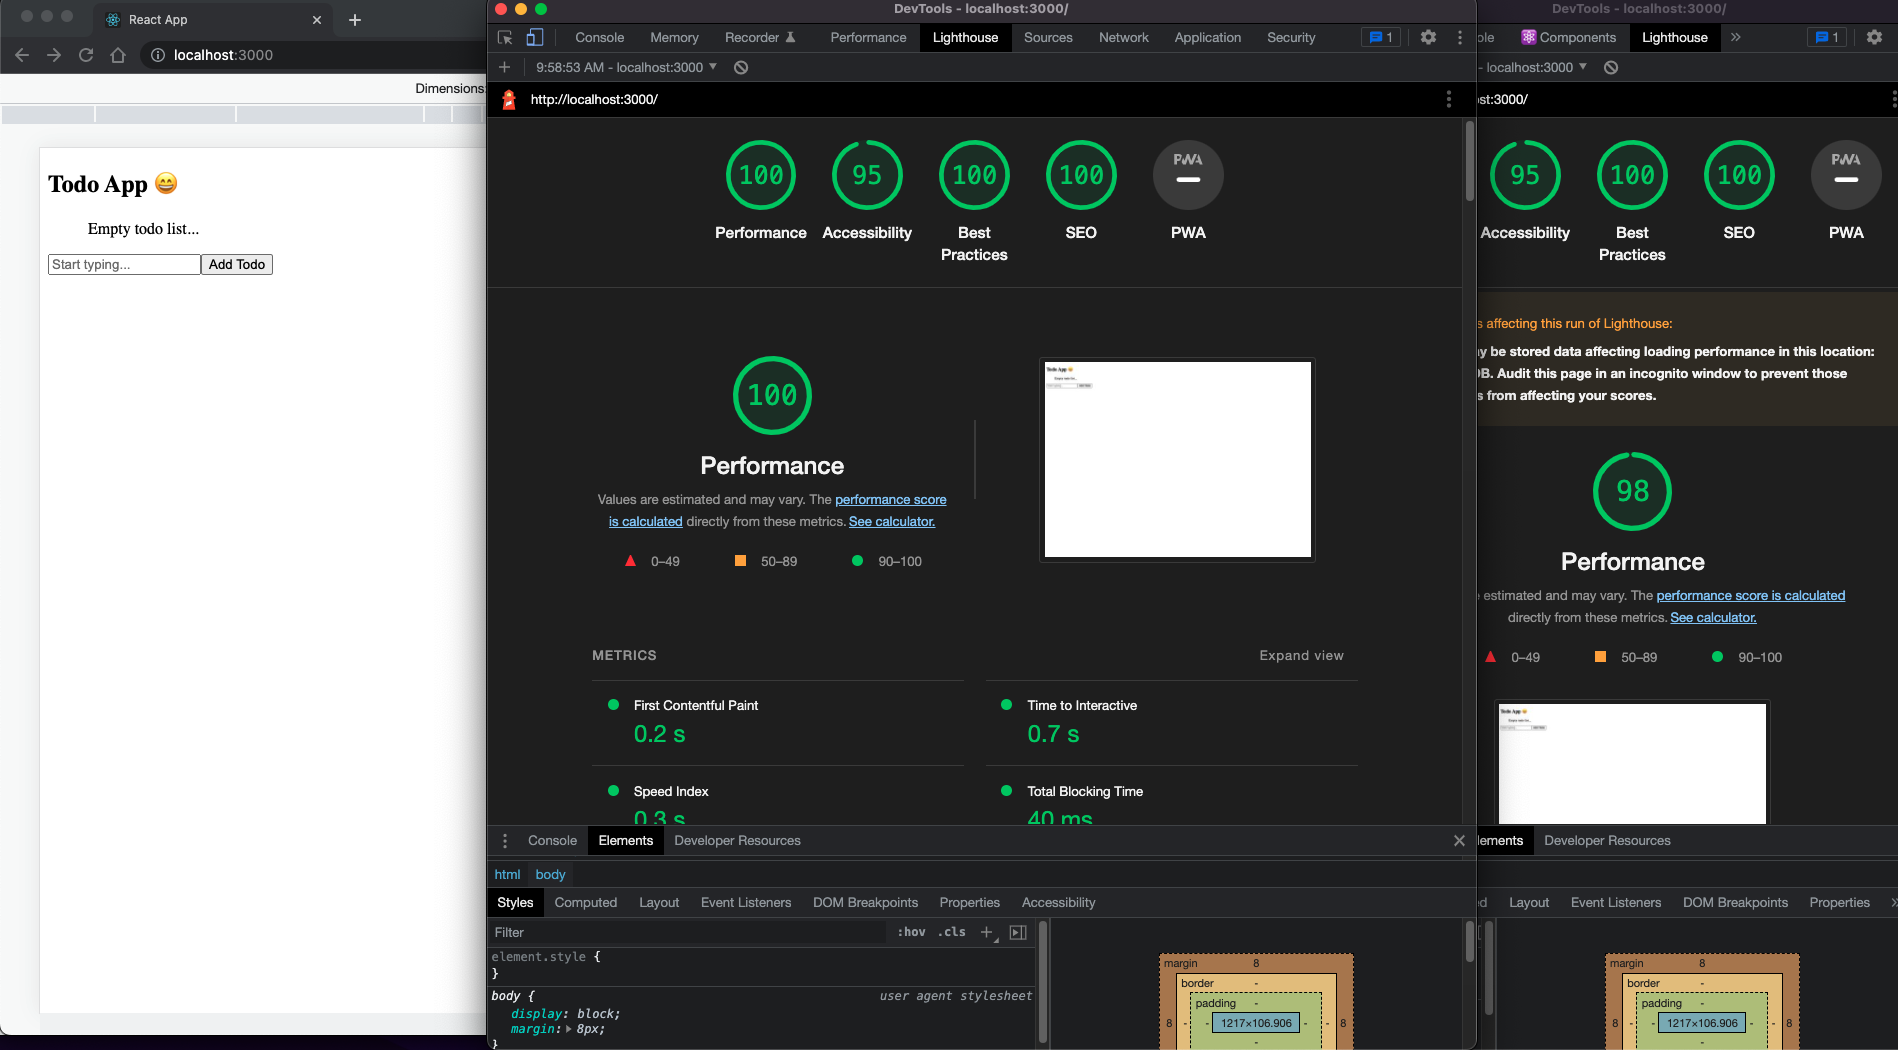 React App
localhost:3000
Dimensions:
Todo App 😄
Empty todo list...
Start typing...
Add Todo
DevTools - localhost:3000/
Console Memory Recorder Performance Lighthouse Sources Network Application Security 1
9:58:53 AM - localhost:3000
http://localhost:3000/
100 95 100 100 PWA
Performance Accessibility Best Practices SEO PWA
100
Performance
Values are estimated and may vary. The performance score
is calculated directly from these metrics. See calculator.
0–49 50–89 90–100
Todo App 😄
METRICS Expand view
First Contentful Paint
0.2 s
Time to Interactive
0.7 s
Speed Index
0.3 s
Total Blocking Time
40 ms
Console Elements Developer Resources
html body
Styles Computed Layout Event Listeners DOM Breakpoints Properties Accessibility
Filter :hov .cls
element.style {
}
body { user agent stylesheet
display: block;
margin: 8px;
}
margin 8
border -
padding -
8 - - 1217×106.906 - - 8
-
DevTools - localhost:3000/
ole Components Lighthouse 1
- localhost:3000
st:3000/
95 100 100 PWA
Accessibility Best Practices SEO PWA
s affecting this run of Lighthouse:
y be stored data affecting loading performance in this location:
DB. Audit this page in an incognito window to prevent those
s from affecting your scores.
98
Performance
estimated and may vary. The performance score is calculated
directly from these metrics. See calculator.
0–49 50–89 90–100
Todo App 😄
lements Developer Resources
ed Layout Event Listeners DOM Breakpoints Properties
margin 8
border -
padding -
8 - - 1217×106.906 - - 8
-